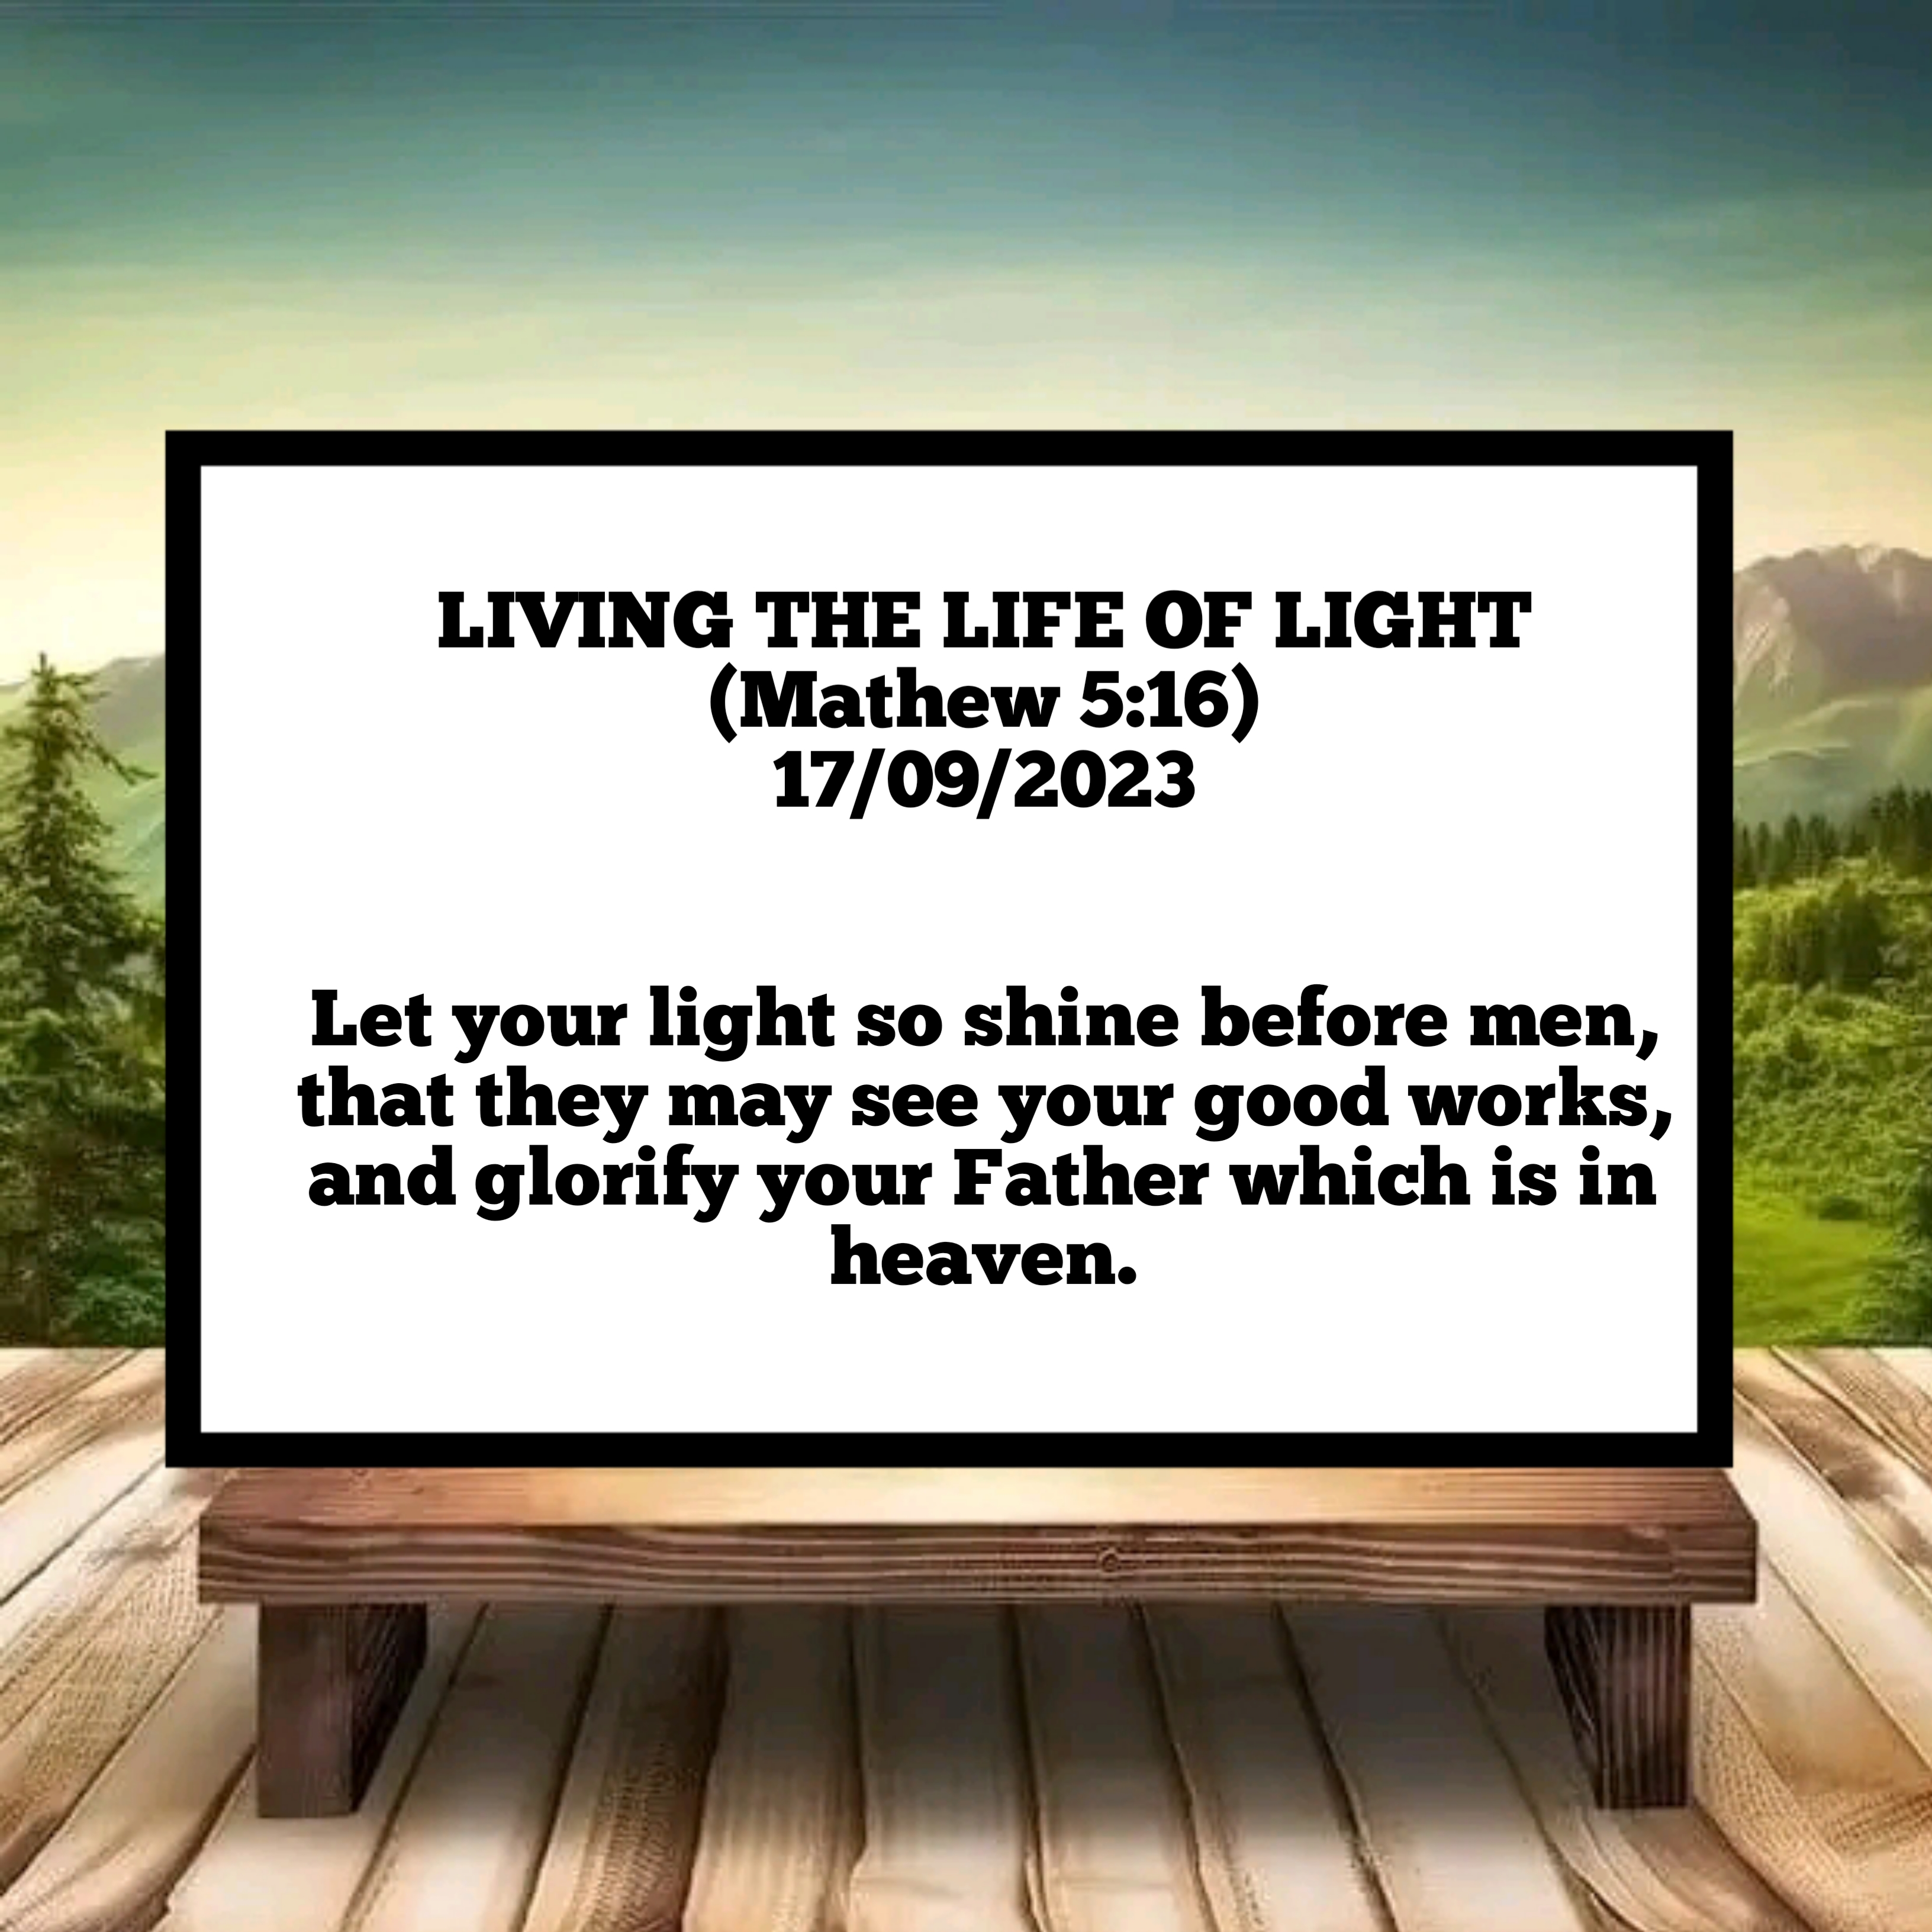 LIVING THE LIFE OF LIGHT
(Mathew 5:16)
17/09/2023
Let your light so shine before men,
that they may see your good works,
and glorify your Father which is in
heaven.